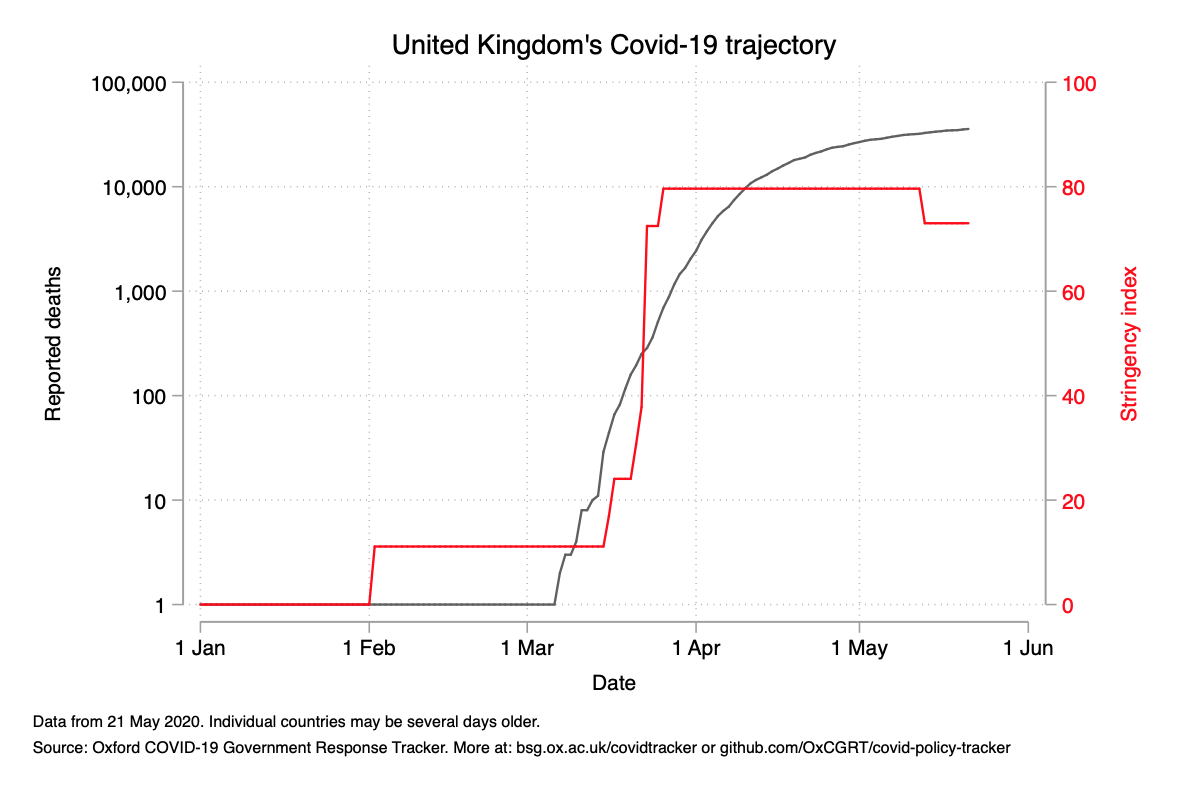 United Kingdom's Covid-19 trajectory
100,000
10,000
1,000
100
10
1
Reported deaths
100
80
60
40
20
0
Stringency index
1 Jan 1 Feb 1 Mar 1 Apr 1 May 1 Jun
Date
Data from 21 May 2020. Individual countries may be several days older.
Source: Oxford COVID-19 Government Response Tracker. More at: bsg.ox.ac.uk/covidtracker or github.com/OxCGRT/covid-policy-tracker